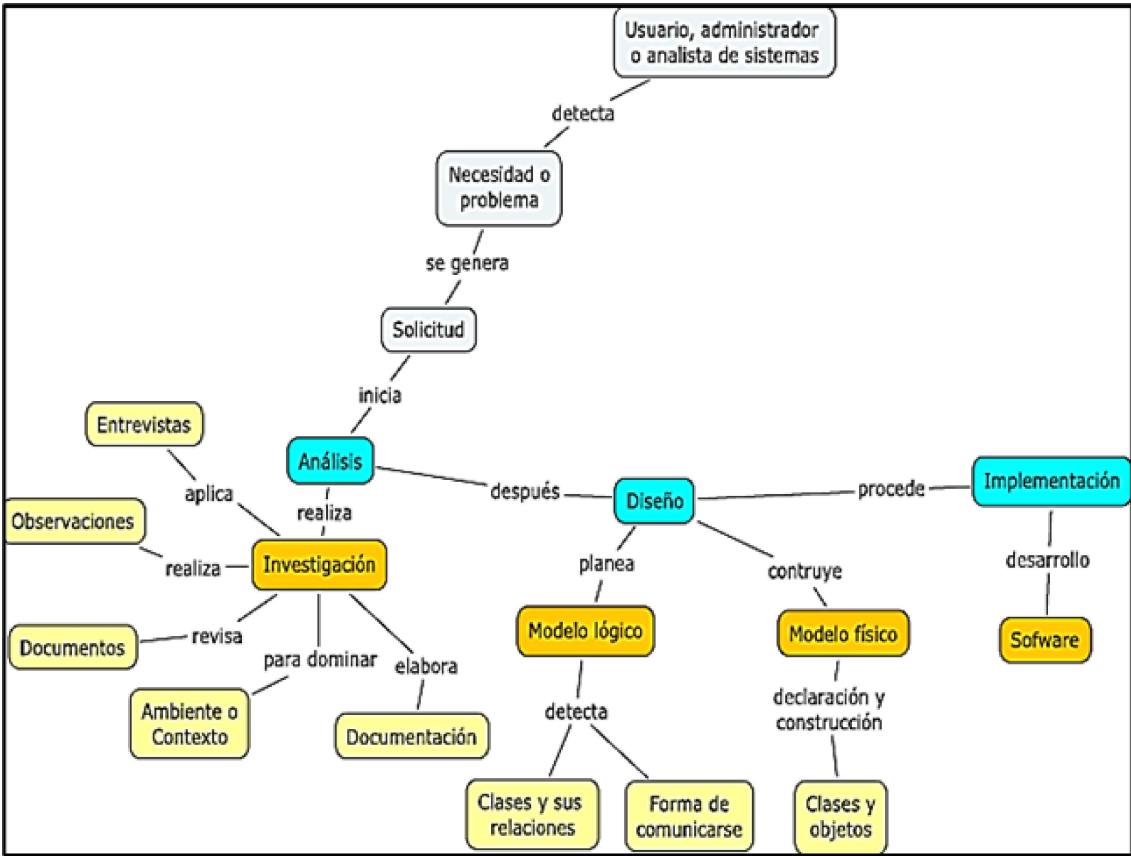 Usuario, administrador
o analista de sistemas
detecta
Necesidad o
problema
se genera
Solicitud
inicia
Entrevistas
Análisis
aplica
después
Diseño
procede
Implementación
Observaciones
realiza
realiza
Investigación
planea
contruye
desarrollo
Documentos
revisa
para dominar
elabora
Modelo lógico
Modelo físico
Sofware
Ambiente o
Contexto
Documentación
detecta
declaración y
construcción
Clases y sus
relaciones
Forma de
comunicarse
Clases y
objetos